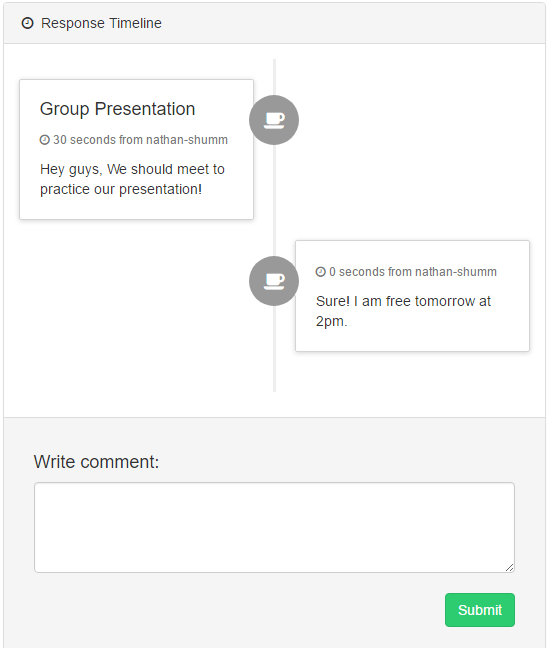 Response Timeline
Group Presentation
30 seconds from nathan-shumm
Hey guys, We should meet to
practice our presentation!
0 seconds from nathan-shumm
Sure! I am free tomorrow at
2pm.
Write comment:
Submit